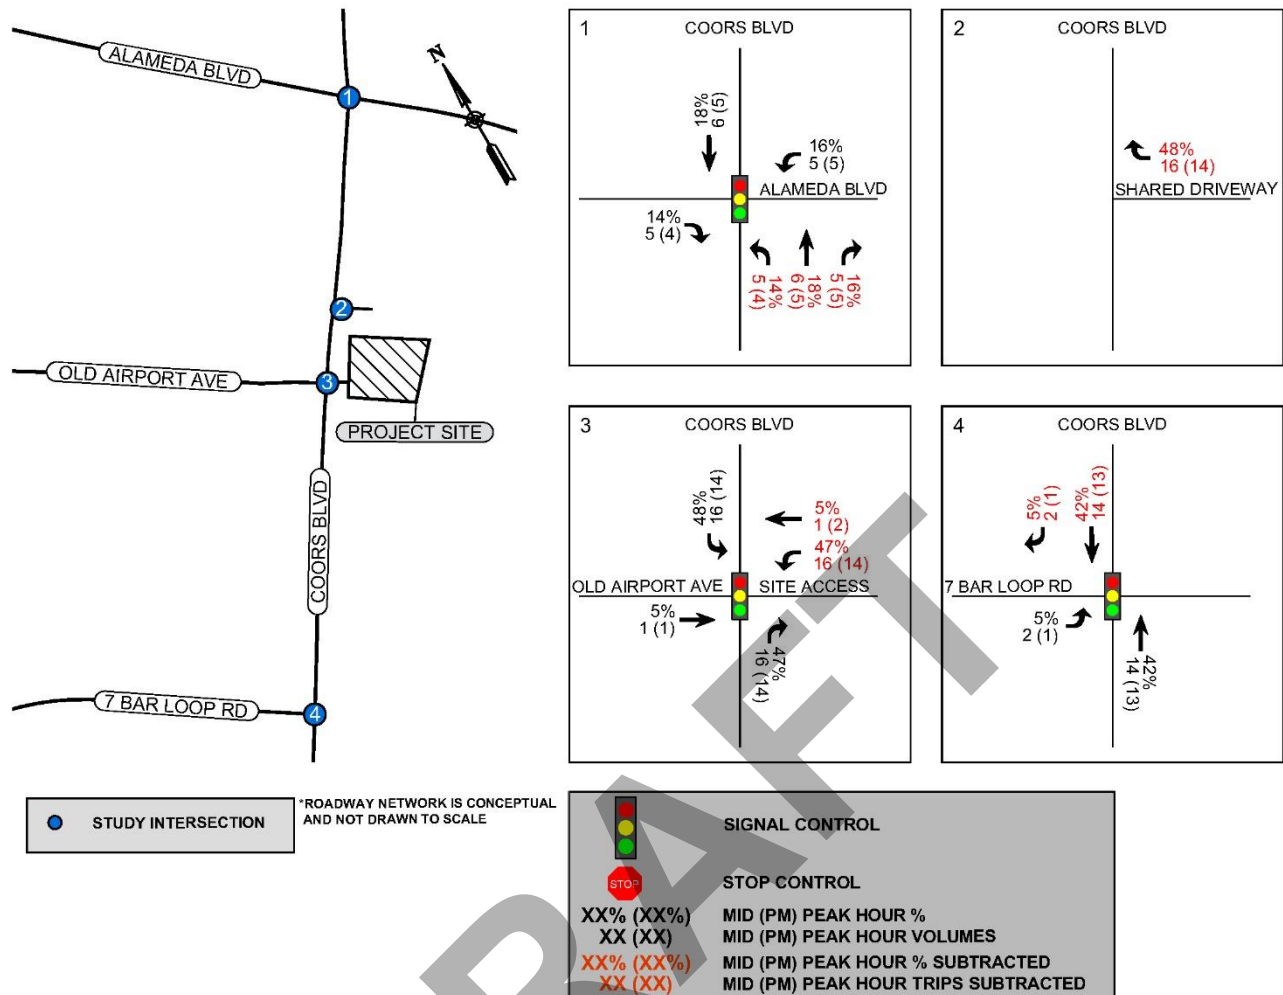 ALAMEDA BLVD
N
1
2
OLD AIRPORT AVE
3
PROJECT SITE
COORS BLVD
7 BAR LOOP RD
4
STUDY INTERSECTION
*ROADWAY NETWORK IS CONCEPTUAL
AND NOT DRAWN TO SCALE
1
COORS BLVD
18%
6 (5)
16%
5 (5)
ALAMEDA BLVD
14%
5 (4)
14%
5 (4)
18%
6 (5)
16%
5 (5)
2
COORS BLVD
48%
16 (14)
SHARED DRIVEWAY
3
COORS BLVD
48%
16 (14)
5%
1 (2)
47%
16 (14)
OLD AIRPORT AVE
SITE ACCESS
5%
1 (1)
47%
16 (14)
4
COORS BLVD
5%
2 (1)
42%
14 (13)
7 BAR LOOP RD
5%
2 (1)
42%
14 (13)
SIGNAL CONTROL
STOP
STOP CONTROL
XX% (XX%) MID (PM) PEAK HOUR %
XX (XX) MID (PM) PEAK HOUR VOLUMES
XX% (XX%) MID (PM) PEAK HOUR % SUBTRACTED
XX (XX) MID (PM) PEAK HOUR TRIPS SUBTRACTED
RAFT